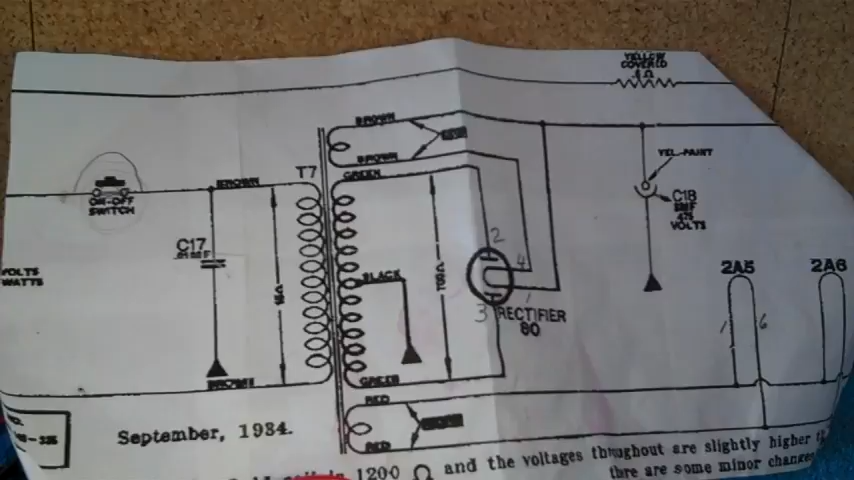 YELLOW
COVERED
BROWN
BROWN
T7
GREEN
YEL. PAINT
ON-OFF
SWITCH
BROWN
C18
8MF
475
VOLTS
C17
VOLTS
WATTS
BLACK
2
4
1
3
RECTIFIER
80
2A5
2A6
1
6
GREEN
BROWN
RED
RED
September, 1934.
1200 Ω and the voltages throughout are slightly higher
thre are some minor change